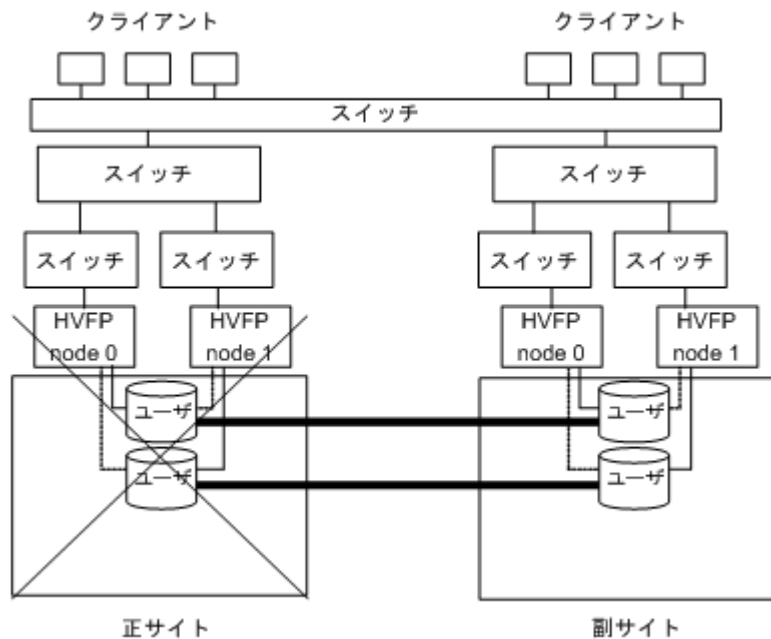 クライアント
クライアント
スイッチ
スイッチ
スイッチ
スイッチ
スイッチ
スイッチ
スイッチ
HVFP
node 0
HVFP
node 1
HVFP
node 0
HVFP
node 1
ユーザ
ユーザ
ユーザ
ユーザ
正サイト
副サイト